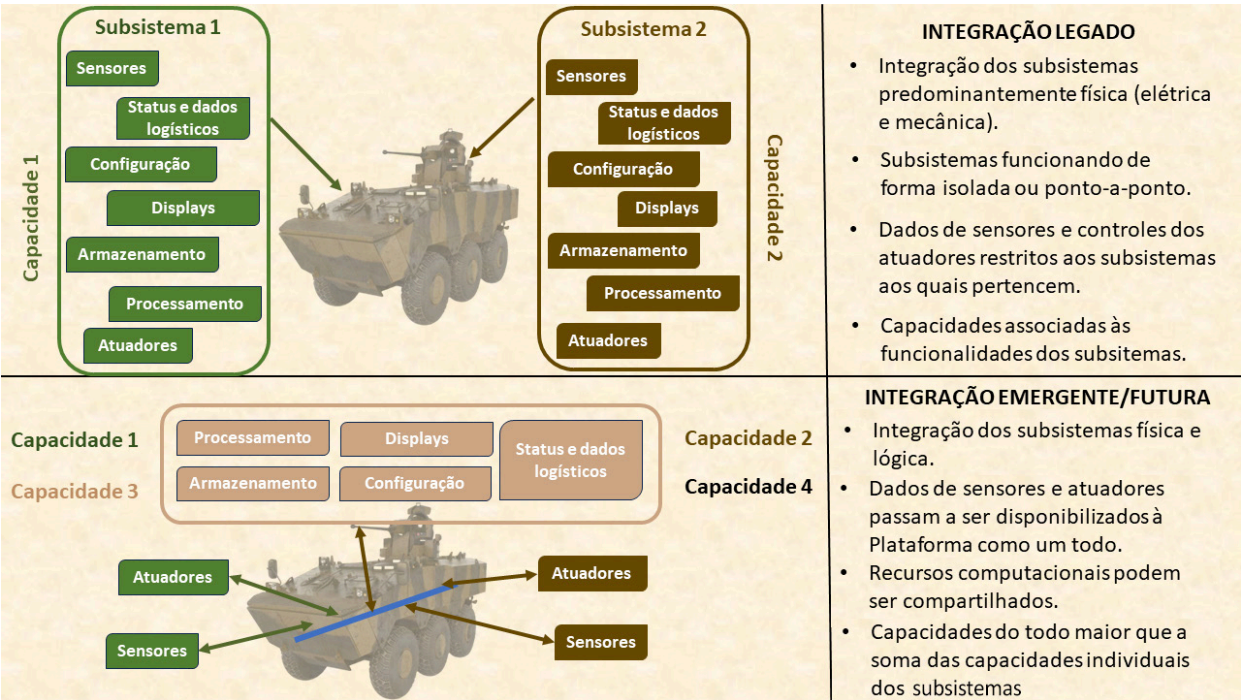 Subsistema 1
Sensores
Status e dados
logísticos
Configuração
Displays
Armazenamento
Processamento
Atuadores
Capacidade 1
Subsistema 2
Sensores
Status e dados
logísticos
Configuração
Displays
Armazenamento
Processamento
Atuadores
Capacidade 2
INTEGRAÇÃO LEGADO
• Integração dos subsistemas
predominantemente física (elétrica
e mecânica).
• Subsistemas funcionando de
forma isolada ou ponto-a-ponto.
• Dados de sensores e controles dos
atuadores restritos aos subsistemas
aos quais pertencem.
• Capacidades associadas às
funcionalidades dos subsitemas.
Capacidade 1
Capacidade 3
Processamento
Displays
Status e dados
logísticos
Armazenamento
Configuração
Capacidade 2
Capacidade 4
Atuadores
Sensores
Atuadores
Sensores
INTEGRAÇÃO EMERGENTE/FUTURA
• Integração dos subsistemas física e
lógica.
• Dados de sensores e atuadores
passam a ser disponibilizados à
Plataforma como um todo.
• Recursos computacionais podem
ser compartilhados.
• Capacidades do todo maior que a
soma das capacidades individuais
dos subsistemas